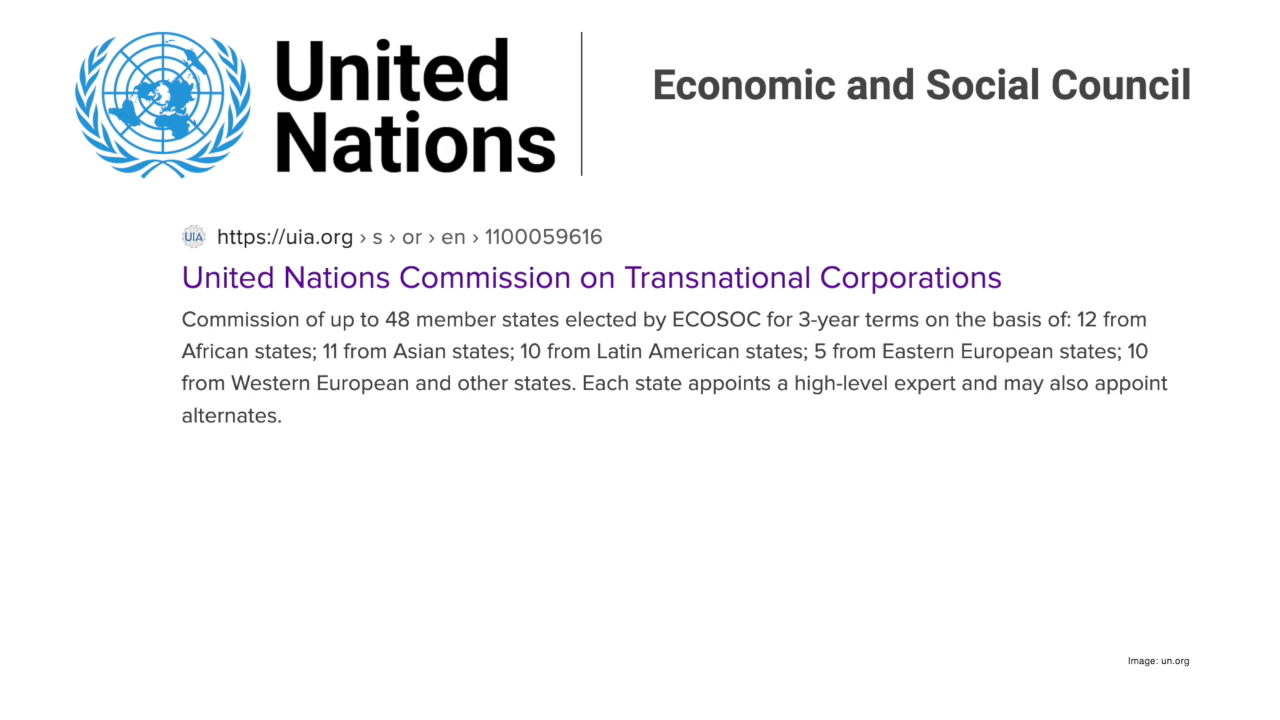 United
Nations
Economic and Social Council
UIA https://uia.org › s › or › en › 1100059616
United Nations Commission on Transnational Corporations
Commission of up to 48 member states elected by ECOSOC for 3-year terms on the basis of: 12 from
African states; 11 from Asian states; 10 from Latin American states; 5 from Eastern European states; 10
from Western European and other states. Each state appoints a high-level expert and may also appoint
alternates.
Image: un.org